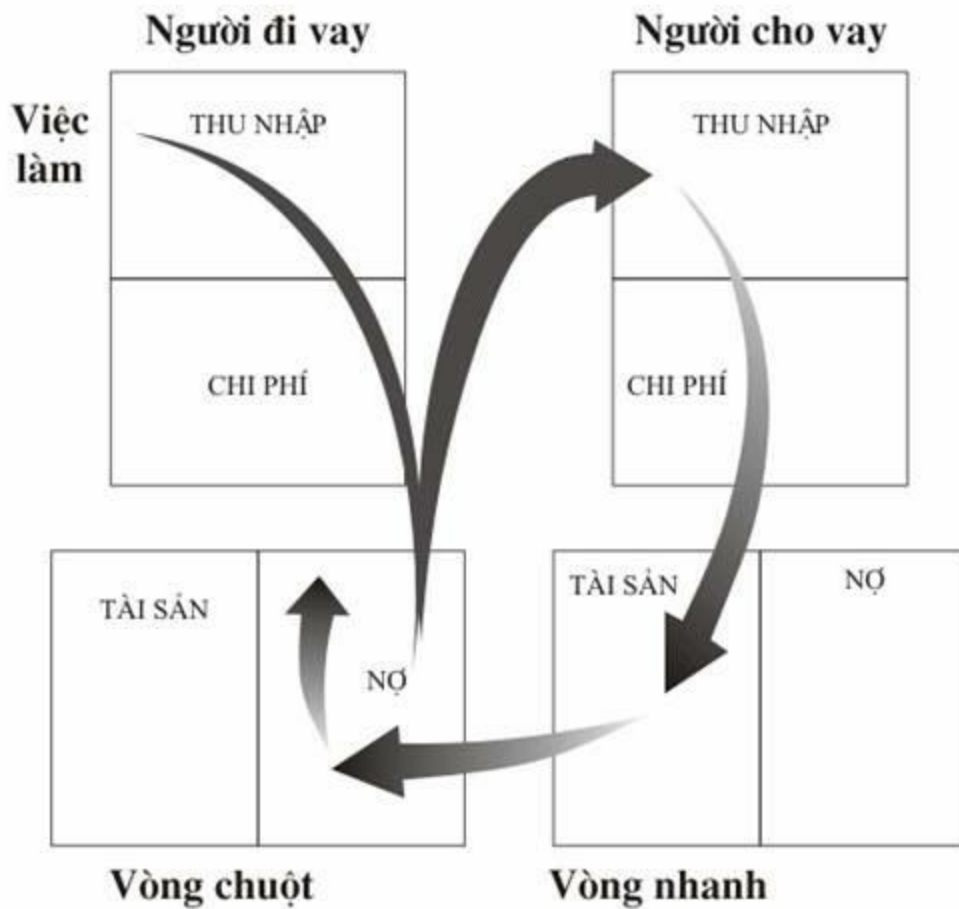 Người đi vay
Người cho vay
Việc
làm
THU NHẬP
THU NHẬP
CHI PHÍ
CHI PHÍ
TÀI SẢN
NỢ
TÀI SẢN
NỢ
Vòng chuột
Vòng nhanh